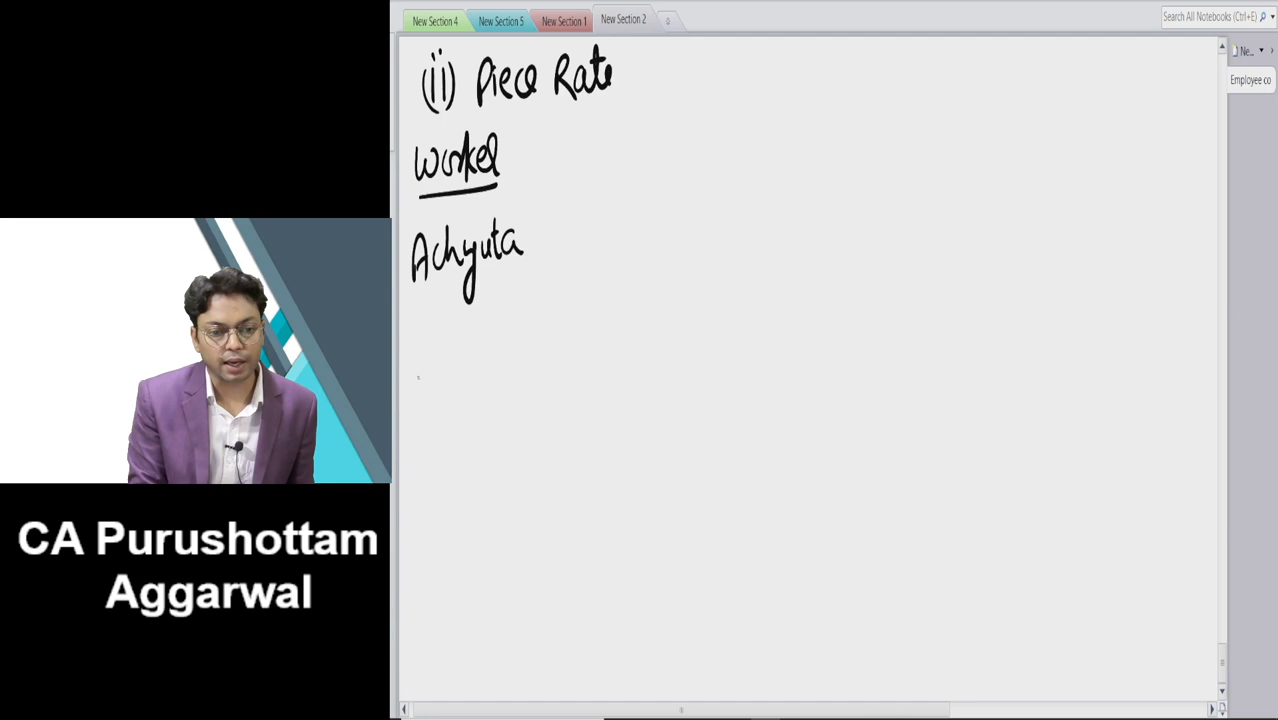 New Section 4
New Section 5
New Section 1
New Section 2
Search All Notebooks (Ctrl+E)
Ne...
Employee co
(ii) Piece Rate
Worker
Achyuta
CA Purushottam
Aggarwal